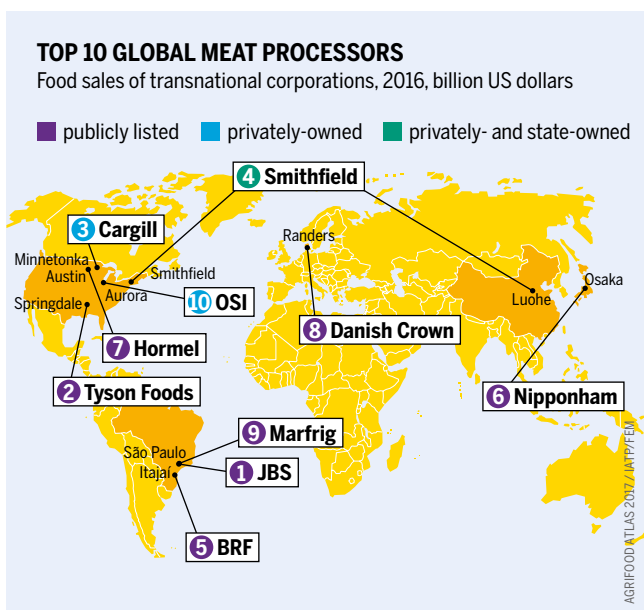 TOP 10 GLOBAL MEAT PROCESSORS
Food sales of transnational corporations, 2016, billion US dollars
publicly listed privately-owned privately- and state-owned
4 Smithfield
3 Cargill
Randers
Minnetonka
Austin
Smithfield
Aurora
Osaka
Luohe
Springdale
10 OSI
8 Danish Crown
7 Hormel
2 Tyson Foods
6 Nipponham
9 Marfrig
São Paulo
Itajaí
1 JBS
5 BRF
AGRIFOOD ATLAS 2017 / IATP/FEM